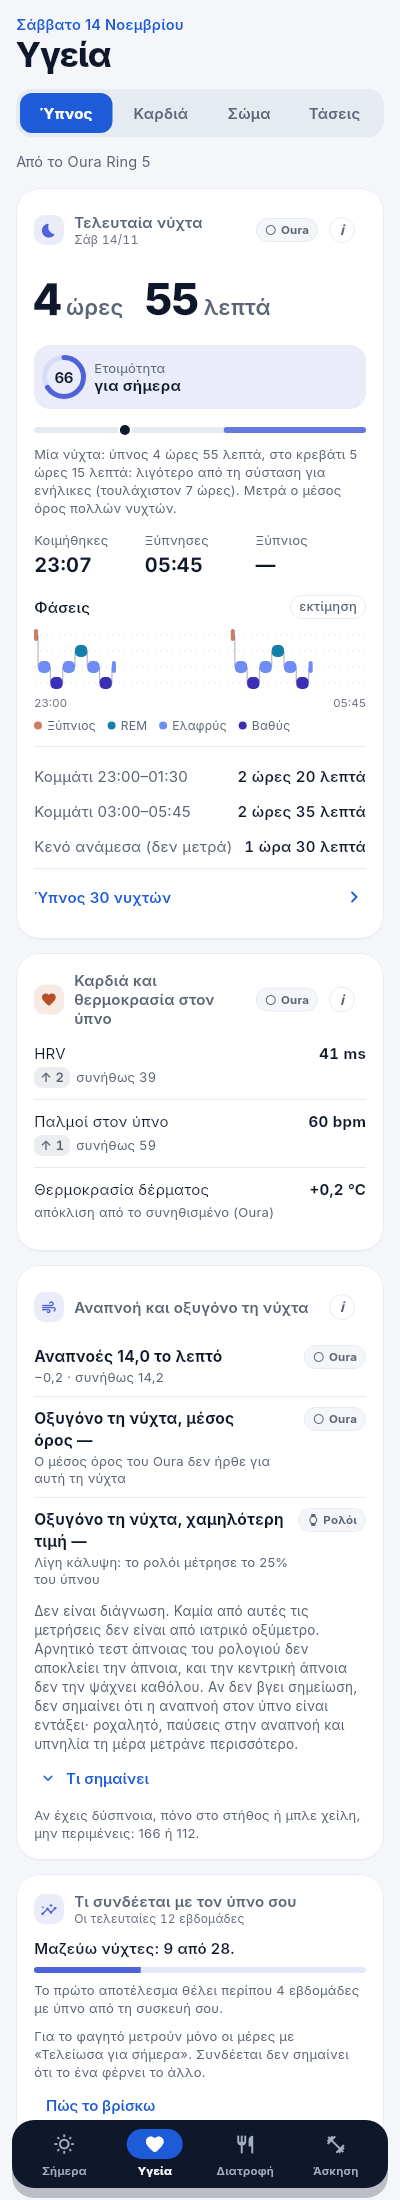 Σάββατο 14 Νοεμβρίου
Υγεία
Ύπνος Καρδιά Σώμα Τάσεις
Από το Oura Ring 5
Τελευταία νύχτα
Σάβ 14/11
Oura i
4 ώρες 55 λεπτά
66
Ετοιμότητα
για σήμερα
Μία νύχτα: ύπνος 4 ώρες 55 λεπτά, στο κρεβάτι 5
ώρες 15 λεπτά: λιγότερο από τη σύσταση για
ενήλικες (τουλάχιστον 7 ώρες). Μετρά ο μέσος
όρος πολλών νυχτών.
Κοιμήθηκες Ξύπνησες Ξύπνιος
23:07 05:45 —
Φάσεις εκτίμηση
23:00 05:45
Ξύπνιος REM Ελαφρύς Βαθύς
Κομμάτι 23:00–01:30 2 ώρες 20 λεπτά
Κομμάτι 03:00–05:45 2 ώρες 35 λεπτά
Κενό ανάμεσα (δεν μετρά) 1 ώρα 30 λεπτά
Ύπνος 30 νυχτών
Καρδιά και
θερμοκρασία στον
ύπνο
Oura i
HRV 41 ms
↑ 2 συνήθως 39
Παλμοί στον ύπνο 60 bpm
↑ 1 συνήθως 59
Θερμοκρασία δέρματος +0,2 °C
απόκλιση από το συνηθισμένο (Oura)
Αναπνοή και οξυγόνο τη νύχτα i
Αναπνοές 14,0 το λεπτό Oura
−0,2 · συνήθως 14,2
Οξυγόνο τη νύχτα, μέσος
όρος —
Oura
Ο μέσος όρος του Oura δεν ήρθε για
αυτή τη νύχτα
Οξυγόνο τη νύχτα, χαμηλότερη
τιμή —
Ρολόι
Λίγη κάλυψη: το ρολόι μέτρησε το 25%
του ύπνου
Δεν είναι διάγνωση. Καμία από αυτές τις
μετρήσεις δεν είναι από ιατρικό οξύμετρο.
Αρνητικό τεστ άπνοιας του ρολογιού δεν
αποκλείει την άπνοια, και την κεντρική άπνοια
δεν την ψάχνει καθόλου. Αν δεν βγει σημείωση,
δεν σημαίνει ότι η αναπνοή στον ύπνο είναι
εντάξει· ροχαλητό, παύσεις στην αναπνοή και
υπνηλία τη μέρα μετράνε περισσότερο.
Τι σημαίνει
Αν έχεις δύσπνοια, πόνο στο στήθος ή μπλε χείλη,
μην περιμένεις: 166 ή 112.
Τι συνδέεται με τον ύπνο σου
Οι τελευταίες 12 εβδομάδες
Μαζεύω νύχτες: 9 από 28.
Το πρώτο αποτέλεσμα θέλει περίπου 4 εβδομάδες
με ύπνο από τη συσκευή σου.
Για το φαγητό μετρούν μόνο οι μέρες με
«Τελείωσα για σήμερα». Συνδέεται δεν σημαίνει
ότι το ένα φέρνει το άλλο.
Πώς το βρίσκω
Σήμερα Υγεία Διατροφή Άσκηση